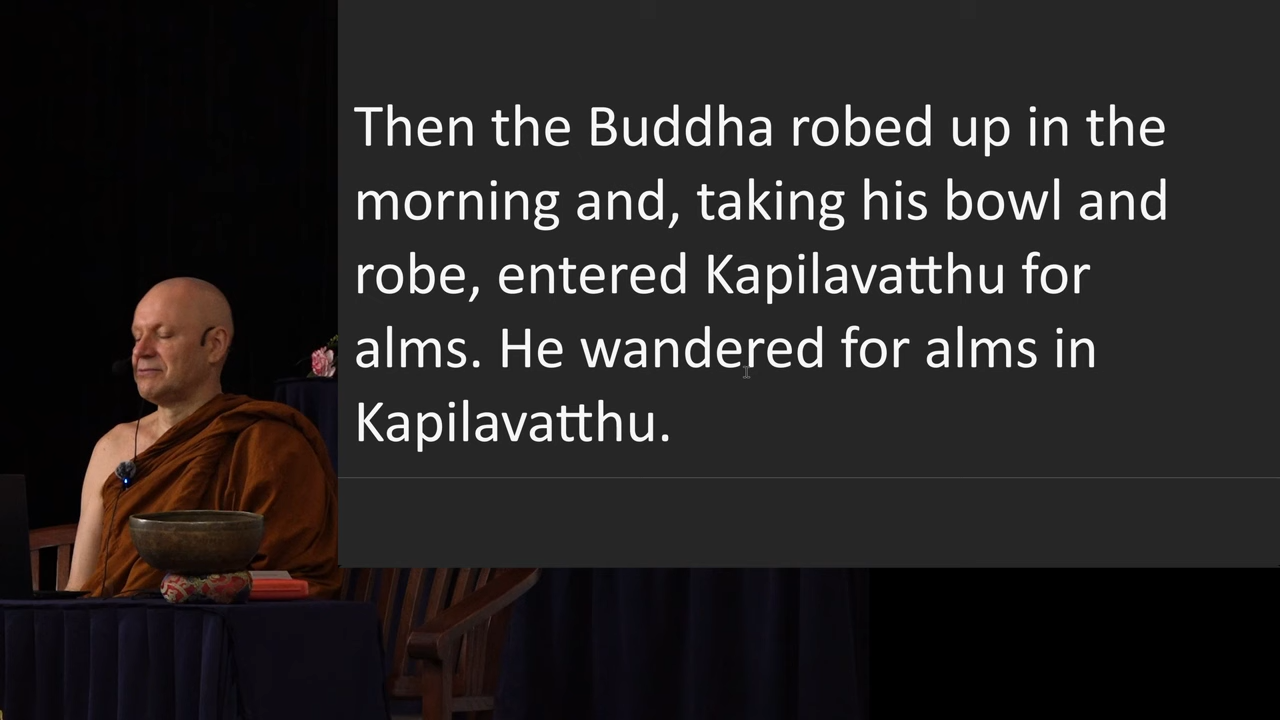 Then the Buddha robed up in the
morning and, taking his bowl and
robe, entered Kapilavatthu for
alms. He wandered for alms in
Kapilavatthu.